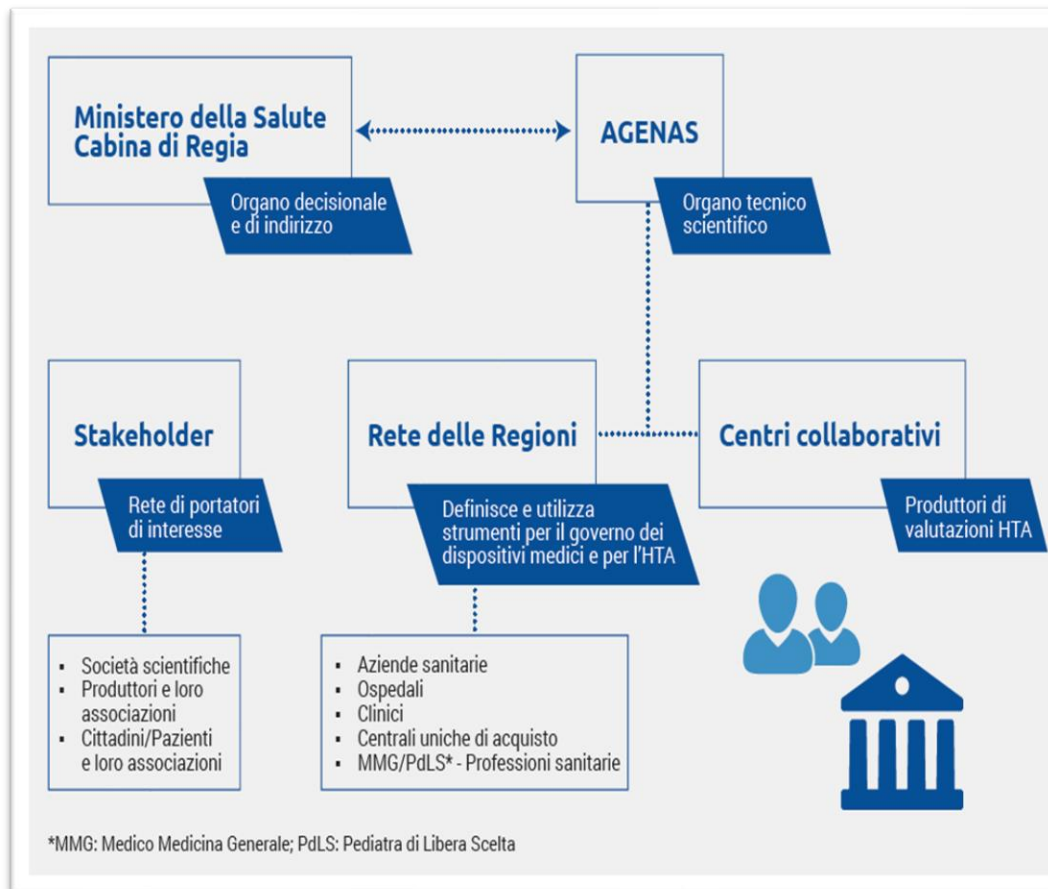 Ministero della Salute
Cabina di Regia
Organo decisionale
e di indirizzo
AGENAS
Organo tecnico
scientifico
Stakeholder
Rete di portatori
di interesse
Rete delle Regioni
Definisce e utilizza
strumenti per il governo dei
dispositivi medici e per l'HTA
Centri collaborativi
Produttori di
valutazioni HTA
▪ Società scientifiche
▪ Produttori e loro
associazioni
▪ Cittadini/Pazienti
e loro associazioni
▪ Aziende sanitarie
▪ Ospedali
▪ Clinici
▪ Centrali uniche di acquisto
▪ MMG/PdLS* - Professioni sanitarie
*MMG: Medico Medicina Generale; PdLS: Pediatra di Libera Scelta